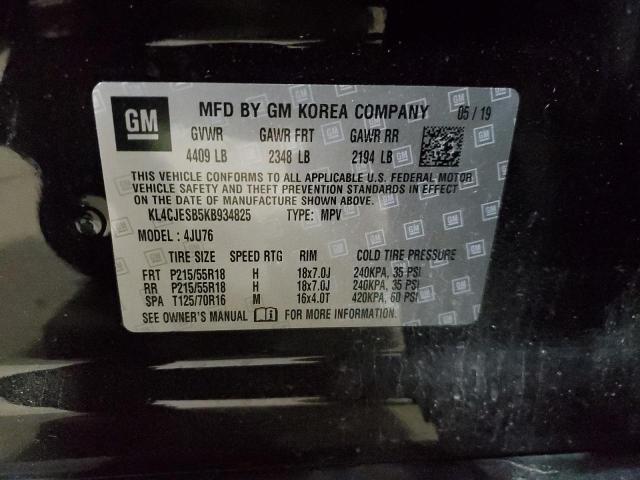 GM MFD BY GM KOREA COMPANY 05 / 19
GVWR GAWR FRT GAWR RR
4409 LB 2348 LB 2194 LB
THIS VEHICLE CONFORMS TO ALL APPLICABLE U.S. FEDERAL MOTOR
VEHICLE SAFETY AND THEFT PREVENTION STANDARDS IN EFFECT
ON THE DATE OF MANUFACTURE SHOWN ABOVE.
KL4CJESB5KB934825 TYPE: MPV
MODEL : 4JU76
TIRE SIZE SPEED RTG RIM COLD TIRE PRESSURE
FRT P215/55R18 H 18x7.0J 240KPA, 35 PSI
RR P215/55R18 H 18x7.0J 240KPA, 35 PSI
SPA T125/70R16 M 16x4.0T 420KPA, 60 PSI
SEE OWNER'S MANUAL FOR MORE INFORMATION.